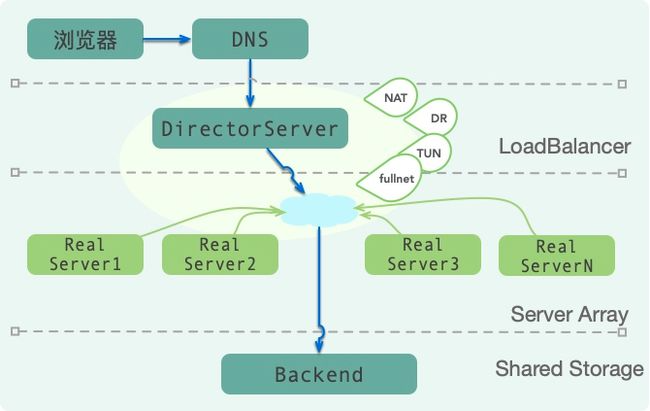 浏览器
DNS
NAT
DirectorServer
DR
LoadBalancer
TUN
fullnet
Real
Server1
Real
Server2
Real
Server3
Real
ServerN
Server Array
Shared Storage
Backend